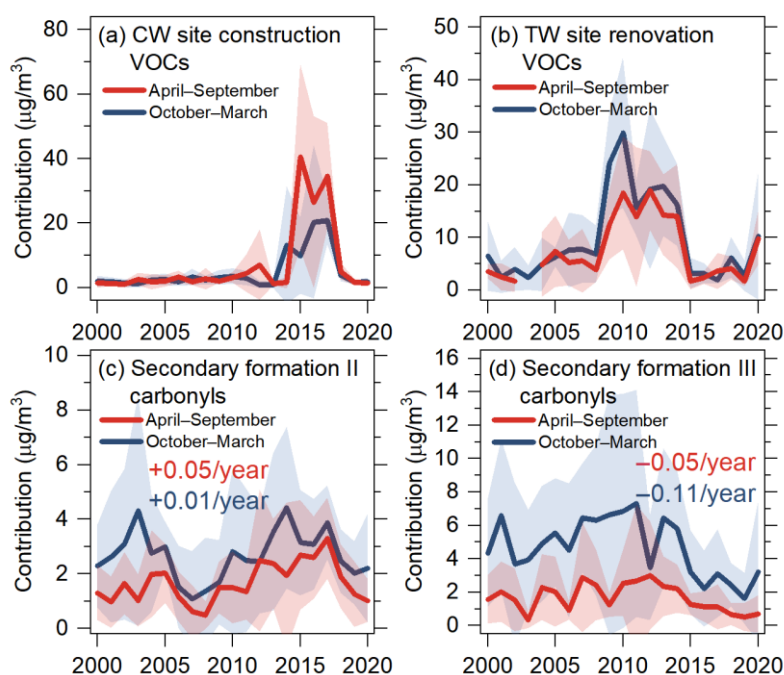 (a) CW site construction
VOCs
April–September
October–March
Contribution (μg/m³)
80
60
40
20
0
2000 2005 2010 2015 2020
(b) TW site renovation
VOCs
April–September
October–March
Contribution (μg/m³)
50
40
30
20
10
0
2000 2005 2010 2015 2020
(c) Secondary formation II
carbonyls
April–September
October–March
+0.05/year
+0.01/year
Contribution (μg/m³)
10
8
6
4
2
0
2000 2005 2010 2015 2020
(d) Secondary formation III
carbonyls
April–September
October–March
−0.05/year
−0.11/year
Contribution (μg/m³)
16
14
12
10
8
6
4
2
0
2000 2005 2010 2015 2020